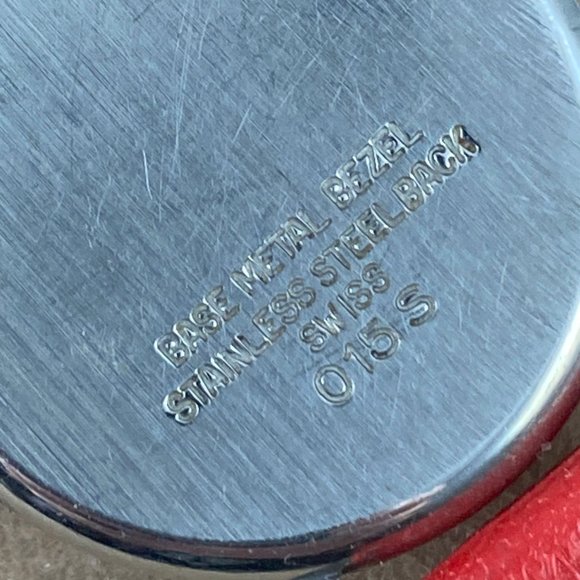 BASE METAL BEZEL
STAINLESS STEEL BACK
SWISS
015 S